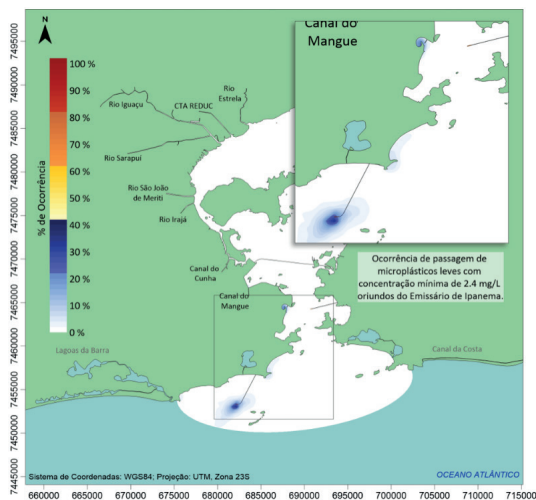 Canal do
Mangue
N
100 %
90 %
80 %
70 %
60 %
50 %
40 %
30 %
20 %
10 %
0 %
% de Ocorrência
Rio Iguaçu
CTA REDUC
Rio
Estrela
Rio Sarapuí
Rio São João
de Meriti
Rio Irajá
Canal do
Cunha
Canal do
Mangue
Ocorrência de passagem de
microplásticos leves com
concentração mínima de 2.4 mg/L
oriundos do Emissário de Ipanema.
Lagoas da Barra
Canal da Costa
Sistema de Coordenadas: WGS84; Projeção: UTM, Zona 23S
OCEANO ATLÂNTICO
7495000
7490000
7485000
7480000
7475000
7470000
7465000
7460000
7455000
7450000
7445000
660000 665000 670000 675000 680000 685000 690000 695000 700000 705000 710000 715000